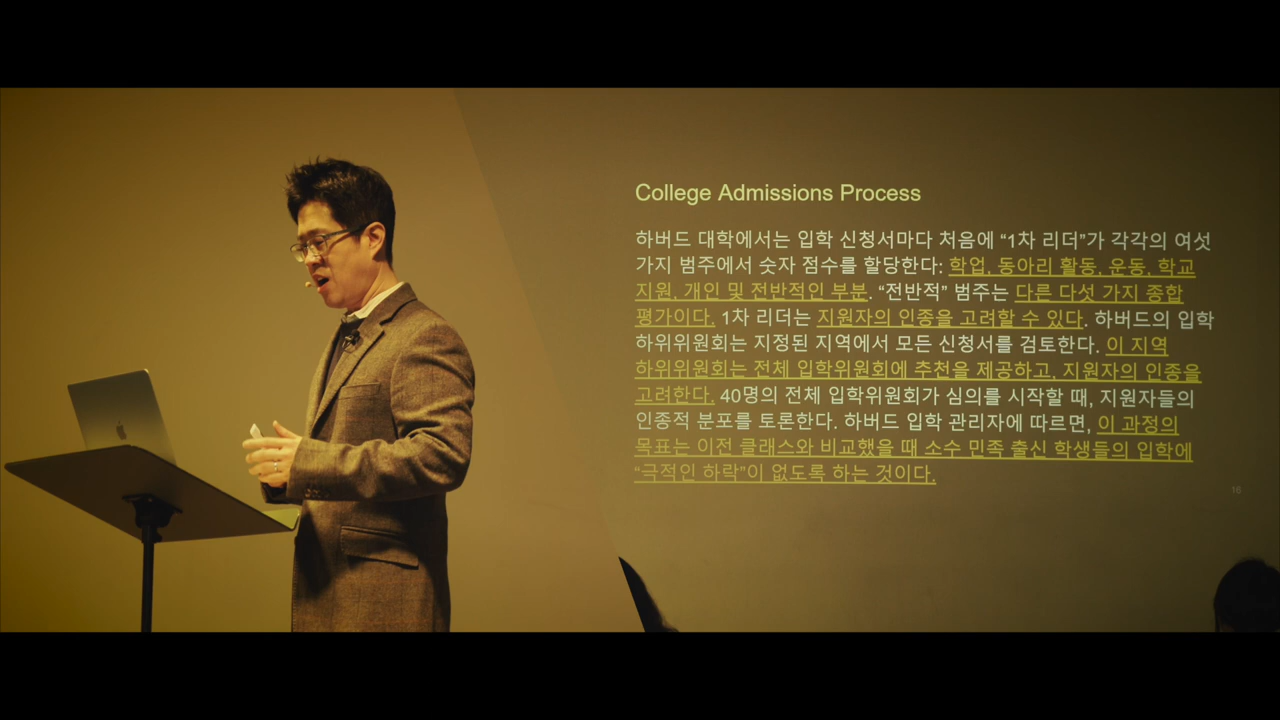 College Admissions Process
하버드 대학에서는 입학 신청서마다 처음에 “1차 리더”가 각각의 여섯
가지 범주에서 숫자 점수를 할당한다: 학업, 동아리 활동, 운동, 학교
지원, 개인 및 전반적인 부분. “전반적” 범주는 다른 다섯 가지 종합
평가이다. 1차 리더는 지원자의 인종을 고려할 수 있다. 하버드의 입학
하위위원회는 지정된 지역에서 모든 신청서를 검토한다. 이 지역
하위위원회는 전체 입학위원회에 추천을 제공하고, 지원자의 인종을
고려한다. 40명의 전체 입학위원회가 심의를 시작할 때, 지원자들의
인종적 분포를 토론한다. 하버드 입학 관리자에 따르면, 이 과정의
목표는 이전 클래스와 비교했을 때 소수 민족 출신 학생들의 입학에
“극적인 하락”이 없도록 하는 것이다.
16